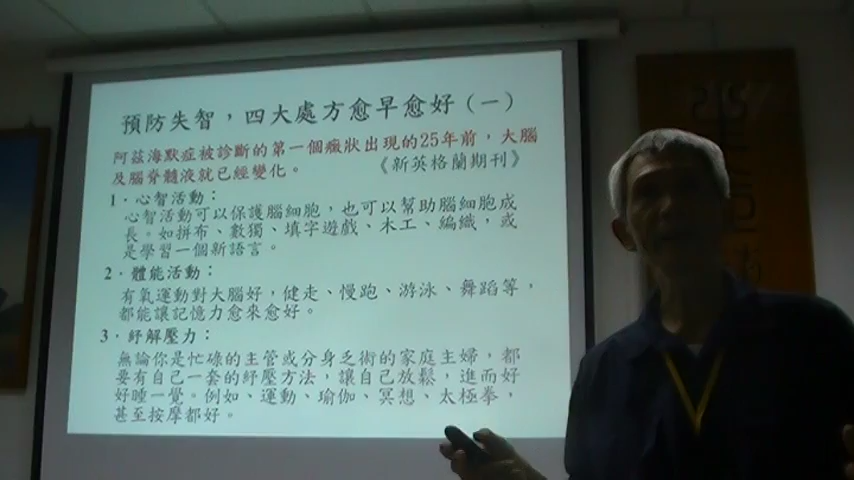 預防失智，四大處方愈早愈好（一）
阿茲海默症被診斷的第一個癥狀出現的25年前，大腦
及腦脊髓液就已經變化。　　　《新英格蘭期刊》
1．心智活動：
心智活動可以保護腦細胞，也可以幫助腦細胞成
長。如拼布、數獨、填字遊戲、木工、編織，或
是學習一個新語言。
2．體能活動：
有氧運動對大腦好，健走、慢跑、游泳、舞蹈等，
都能讓記憶力愈來愈好。
3．紓解壓力：
無論你是忙碌的主管或分身乏術的家庭主婦，都
要有自己一套的紓壓方法，讓自己放鬆，進而好
好睡一覺。例如、運動、瑜伽、冥想、太極拳，
甚至按摩都好。